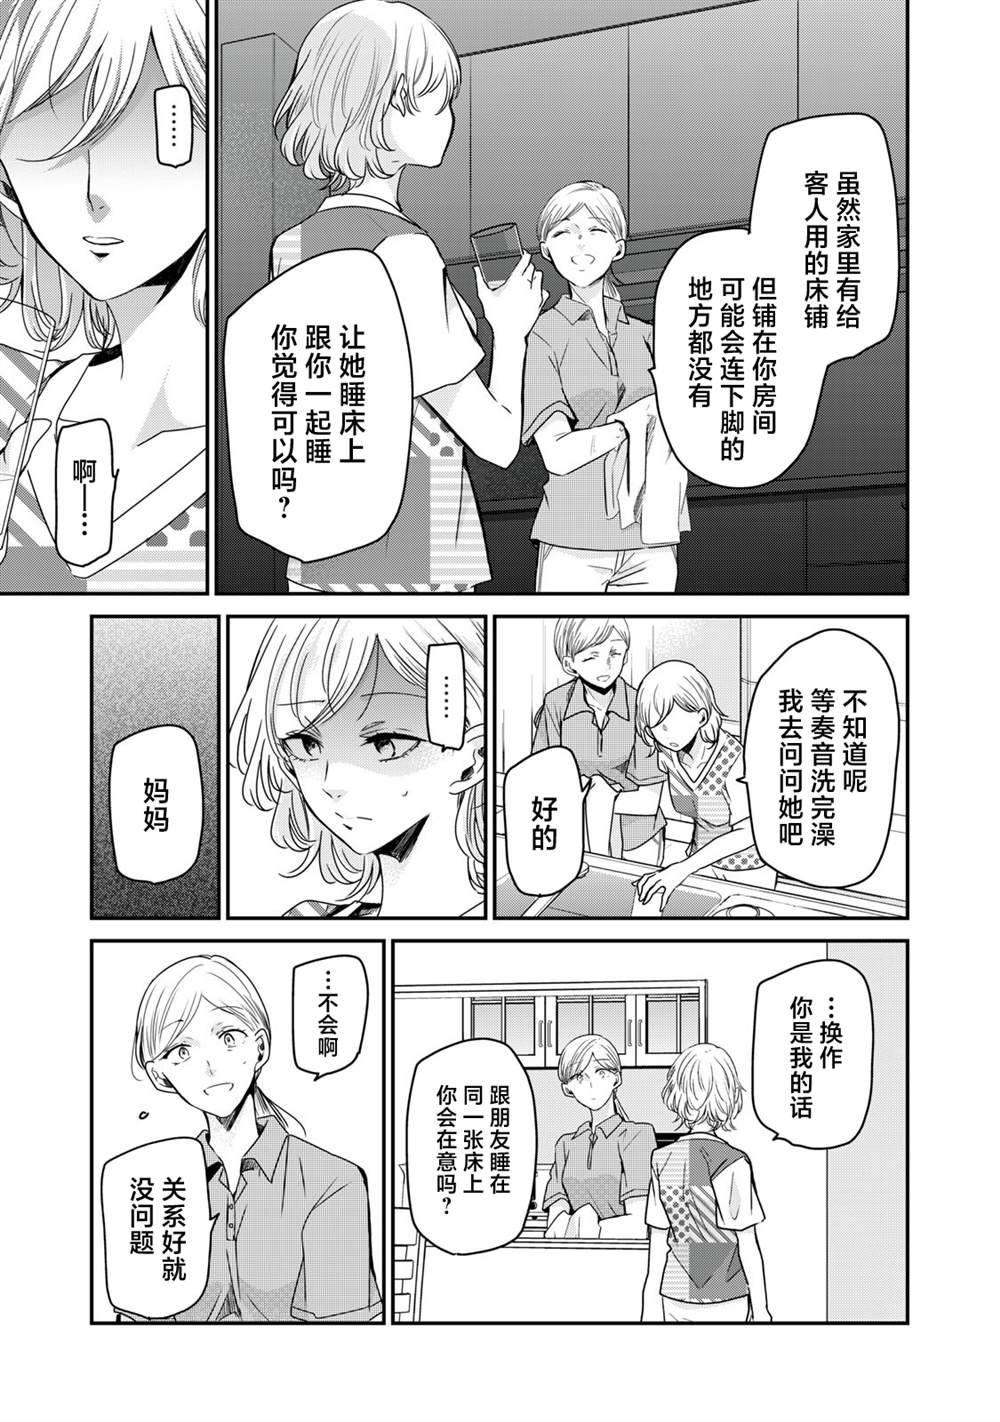 虽然家里有给
客人用的床铺
但铺在你房间
可能会连下脚的
地方都没有
让她睡床上
跟你一起睡
你觉得可以吗?
……
啊——…
不知道呢
等奏音洗完澡
我去问问她吧
好的
……
妈妈
…换作
你是我的话
跟朋友睡在
同一张床上
你会在意吗?
…不会啊
关系好就
没问题